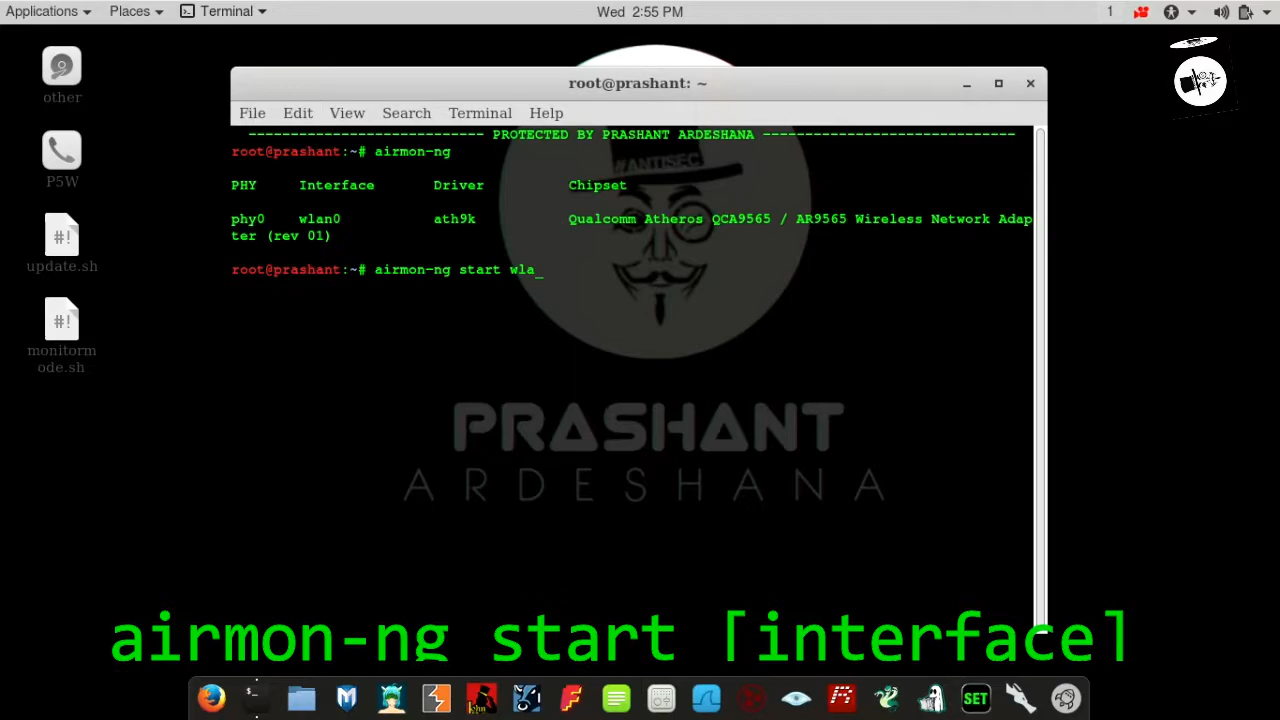 Applications Places Terminal Wed 2:55 PM 1
other
P5W
#!
update.sh
#!
monitorm
ode.sh
root@prashant: ~
File Edit View Search Terminal Help
---------------------------- PROTECTED BY PRASHANT ARDESHANA ------------------------------
root@prashant:~# airmon-ng
PHY Interface Driver Chipset
phy0 wlan0 ath9k Qualcomm Atheros QCA9565 / AR9565 Wireless Network Adap
ter (rev 01)
root@prashant:~# airmon-ng start wla_
#ANTISEC
PRASHANT
ARDESHANA
airmon-ng start [interface]
SET